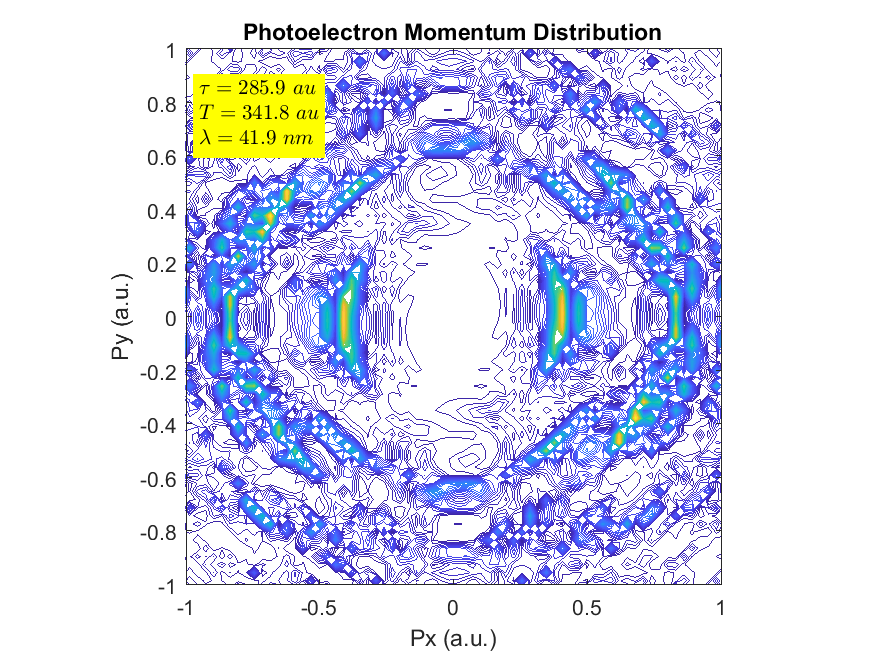 Photoelectron Momentum Distribution
τ = 285.9 au
T = 341.8 au
λ = 41.9 nm
1
0.8
0.6
0.4
0.2
0
-0.2
-0.4
-0.6
-0.8
-1
Py (a.u.)
-1 -0.5 0 0.5 1
Px (a.u.)